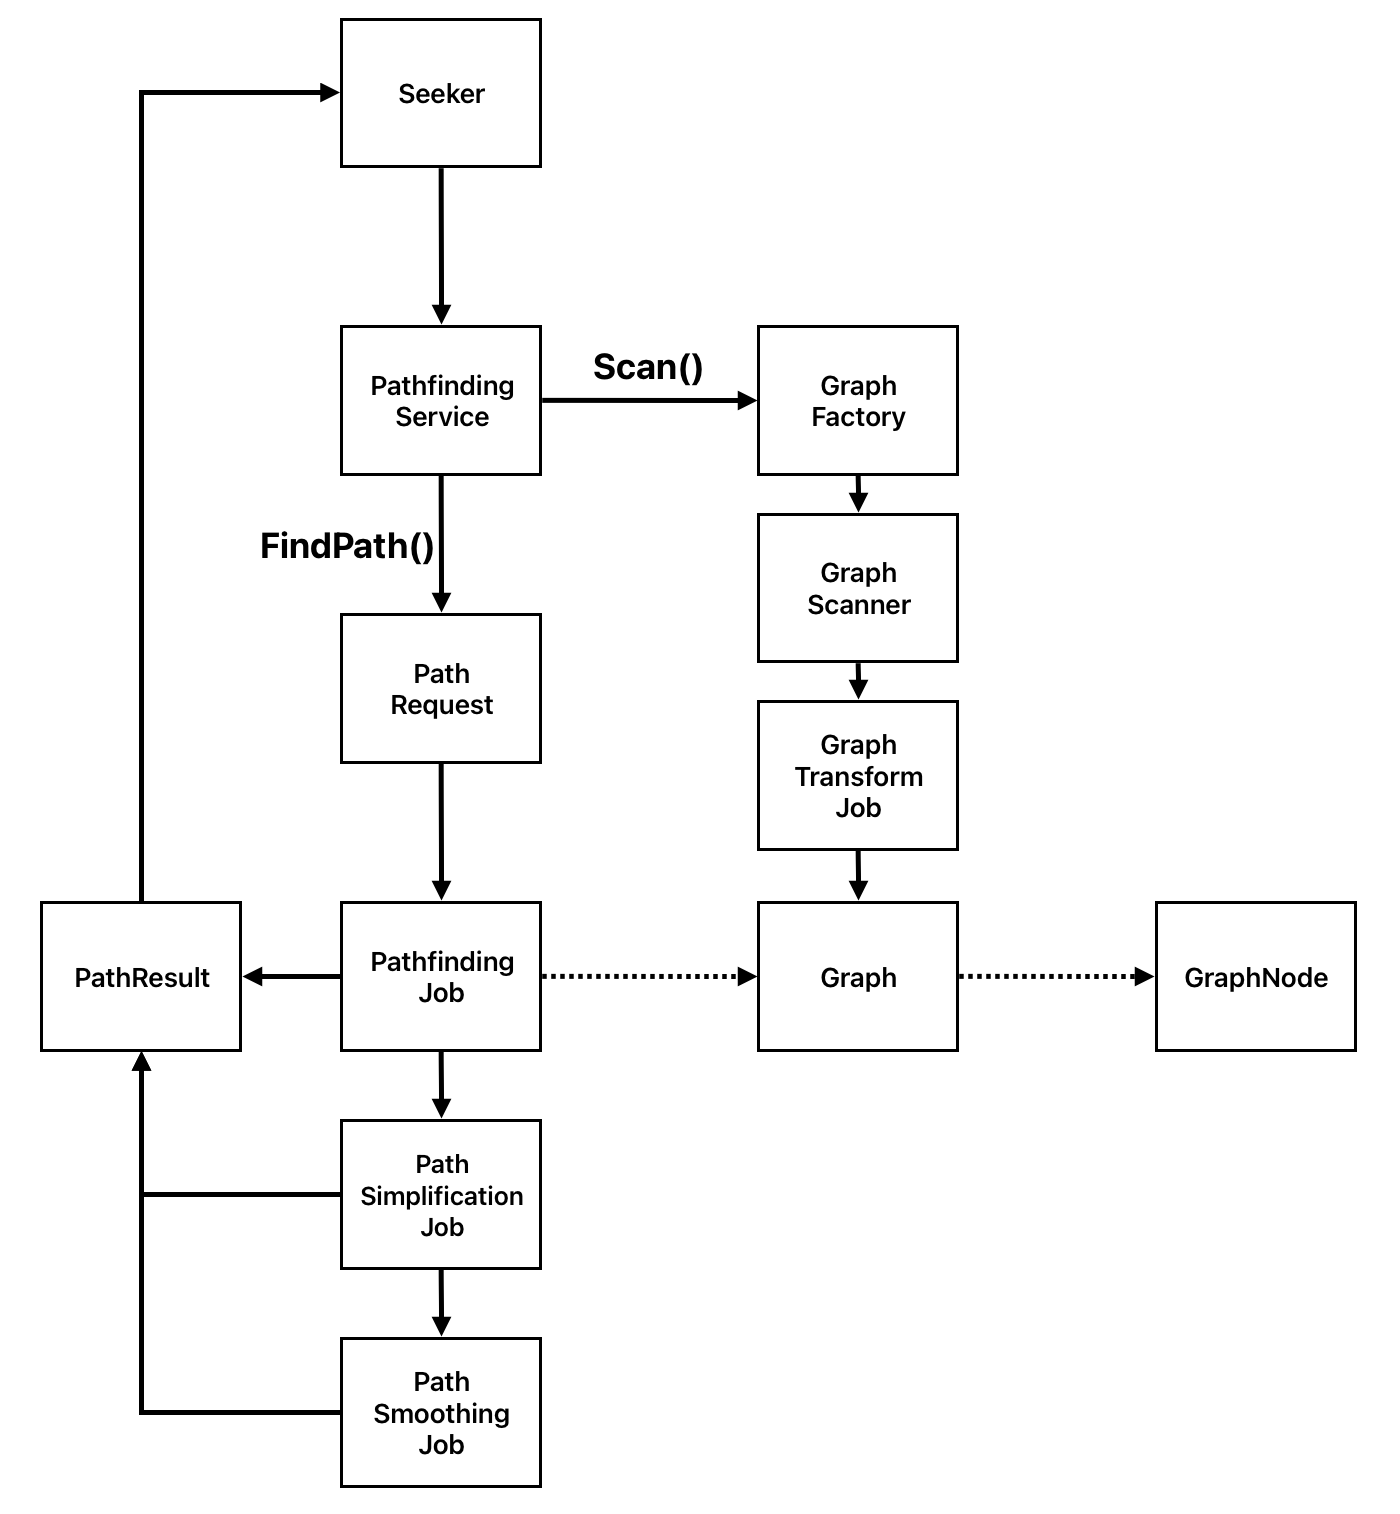 Seeker
Scan()
Pathfinding
Service
Graph
Factory
FindPath()
Graph
Scanner
Path
Request
Graph
Transform
Job
PathResult
Pathfinding
Job
Graph
GraphNode
Path
Simplification
Job
Path
Smoothing
Job